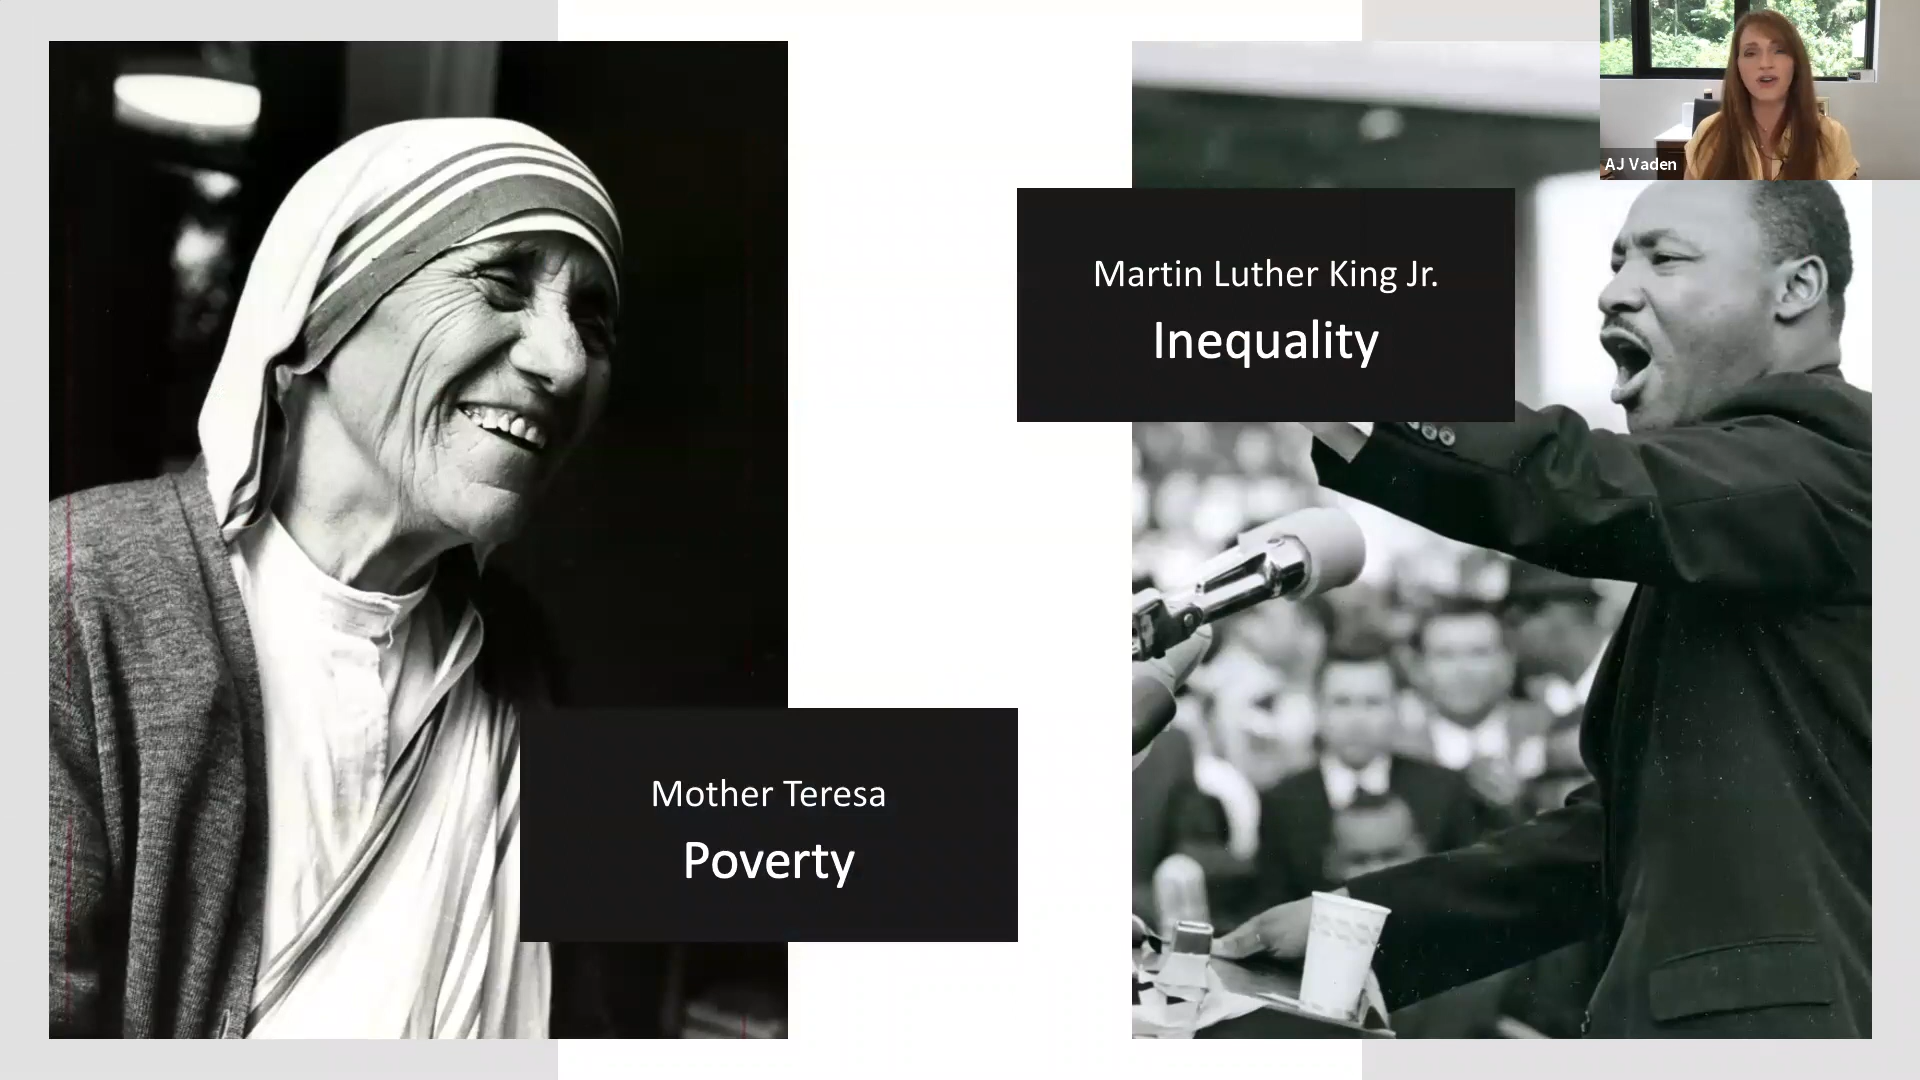 AJ Vaden
Martin Luther King Jr.
Inequality
Mother Teresa
Poverty